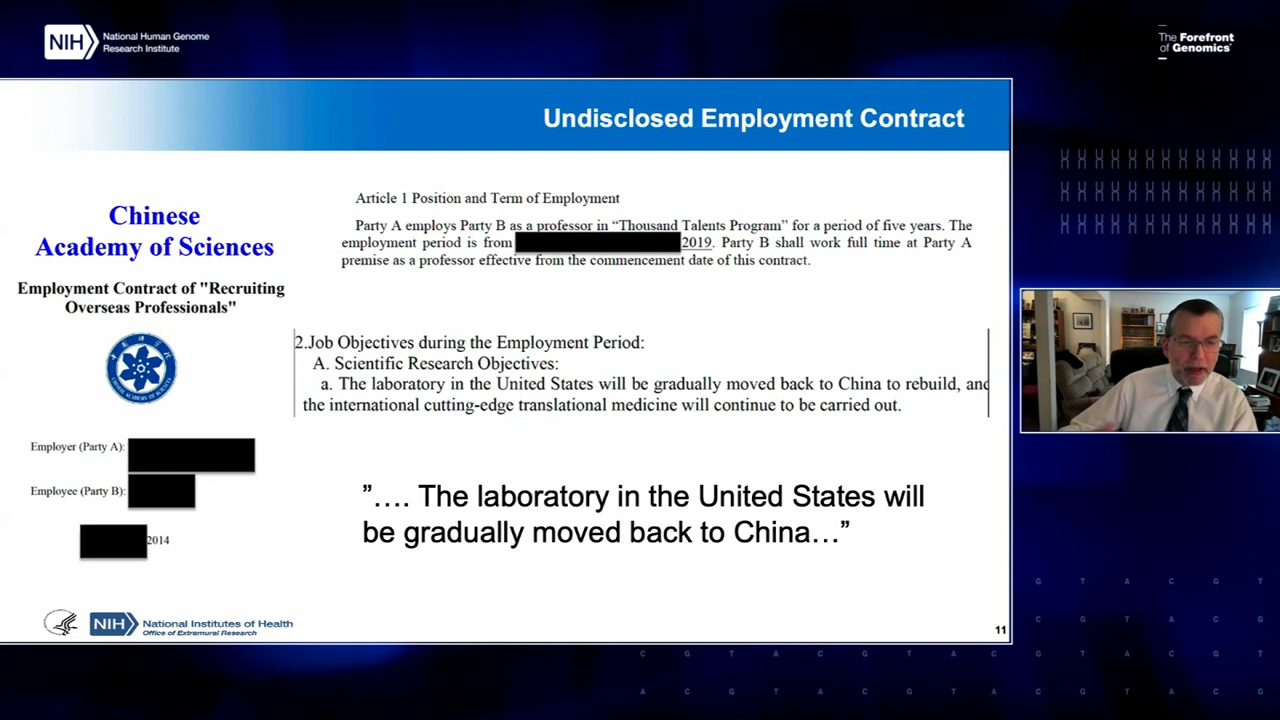 NIH
National Human Genome
Research Institute
The Forefront
of Genomics®
Undisclosed Employment Contract
Chinese
Academy of Sciences
Employment Contract of "Recruiting
Overseas Professionals"
Employer (Party A):
Employee (Party B):
2014
Article 1 Position and Term of Employment
Party A employs Party B as a professor in “Thousand Talents Program” for a period of five years. The
employment period is from 2019. Party B shall work full time at Party A
premise as a professor effective from the commencement date of this contract.
2.Job Objectives during the Employment Period:
A. Scientific Research Objectives:
a. The laboratory in the United States will be gradually moved back to China to rebuild, and
the international cutting-edge translational medicine will continue to be carried out.
”…. The laboratory in the United States will
be gradually moved back to China…”
NIH
National Institutes of Health
Office of Extramural Research
11
G T A C G T
C G T A C G T
C G T A C G T A C G T A C G T A C G T
A C G T A C G T A C G T A C G T A C G